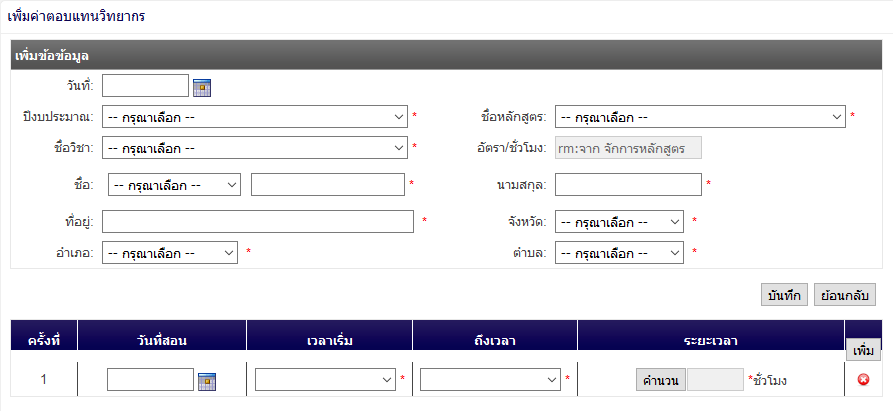 เพิ่มค่าตอบแทนวิทยากร
เพิ่มข้อข้อมูล
วันที่:
ปีงบประมาณ: -- กรุณาเลือก -- * ชื่อหลักสูตร: -- กรุณาเลือก -- *
ชื่อวิชา: -- กรุณาเลือก -- * อัตรา/ชั่วโมง: rm:จาก จักการหลักสูตร
ชื่อ: -- กรุณาเลือก -- * นามสกุล: *
ที่อยู่: * จังหวัด: -- กรุณาเลือก -- *
อำเภอ: -- กรุณาเลือก -- * ตำบล: -- กรุณาเลือก -- *
บันทึก ย้อนกลับ
ครั้งที่ วันที่สอน เวลาเริ่ม ถึงเวลา ระยะเวลา เพิ่ม
1 * * คำนวน *ชั่วโมง